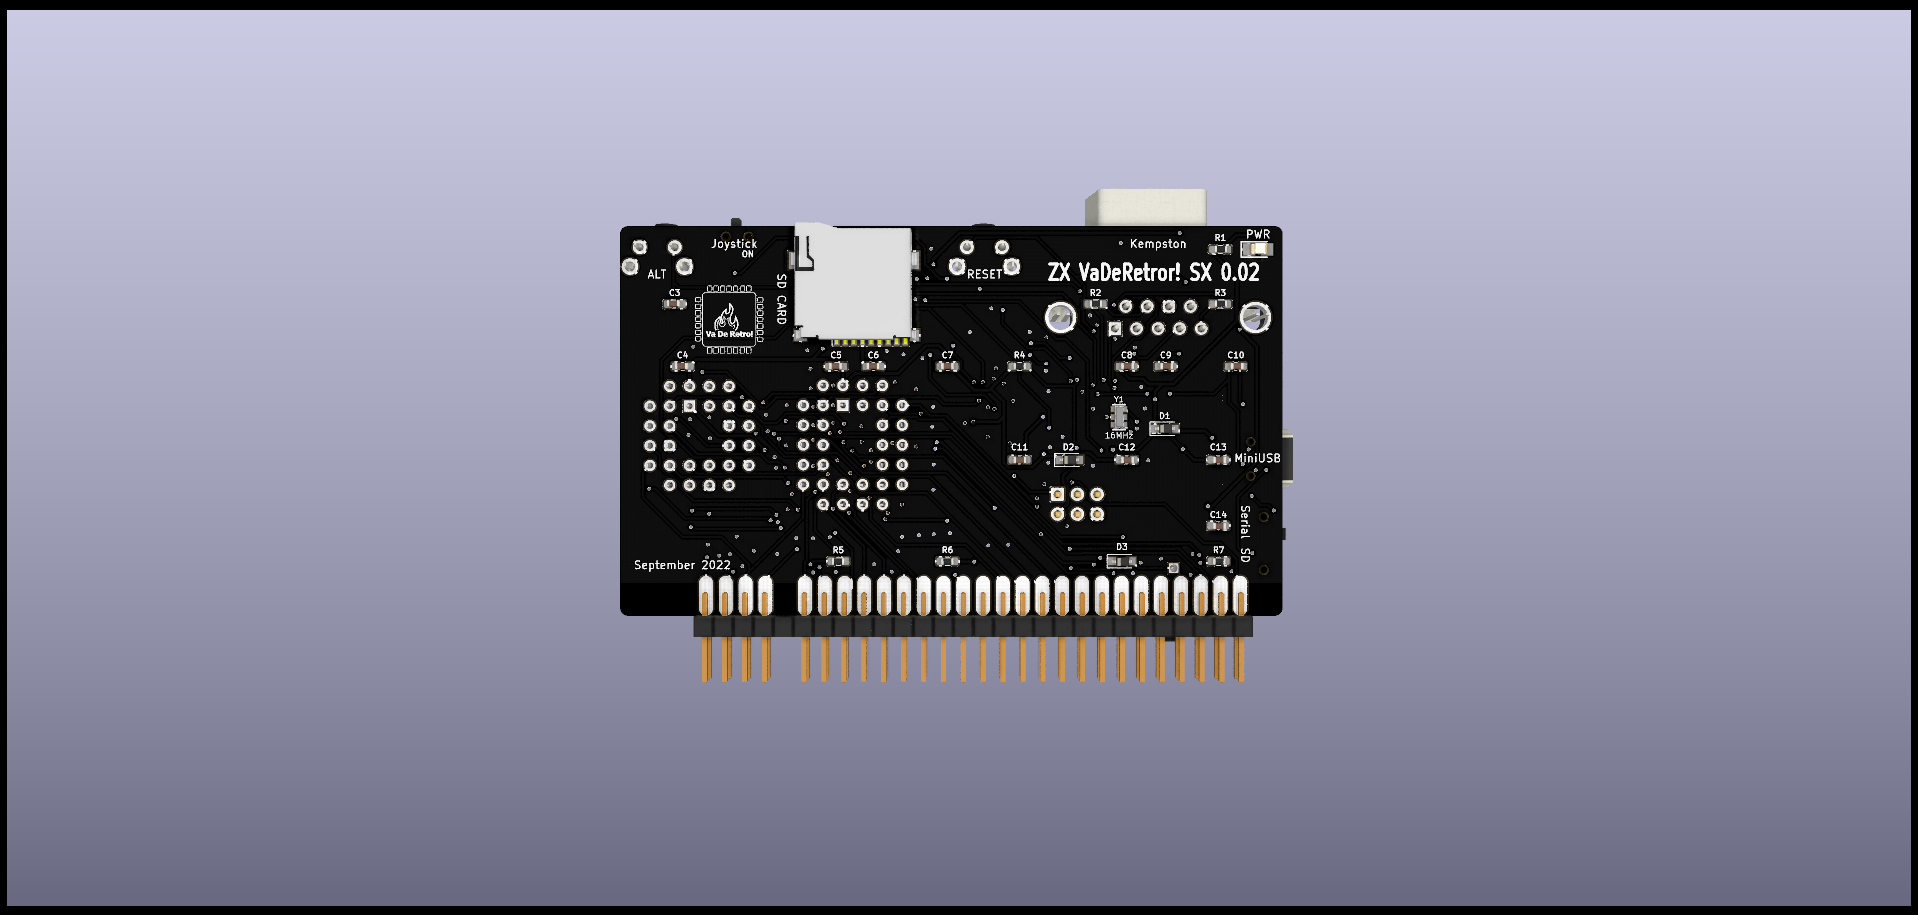 Joystick
ON
Kempston
R1
PWR
ALT
RESET
ZX VaDeRetror! SX 0.02
SD CARD
C3
R2
R3
Va De Retro!
C4
C5
C6
C7
R4
C8
C9
C10
Y1
16MHz
D1
C11
D2
C12
C13
MiniUSB
C14
Serial SD
September 2022
R5
R6
D3
R7